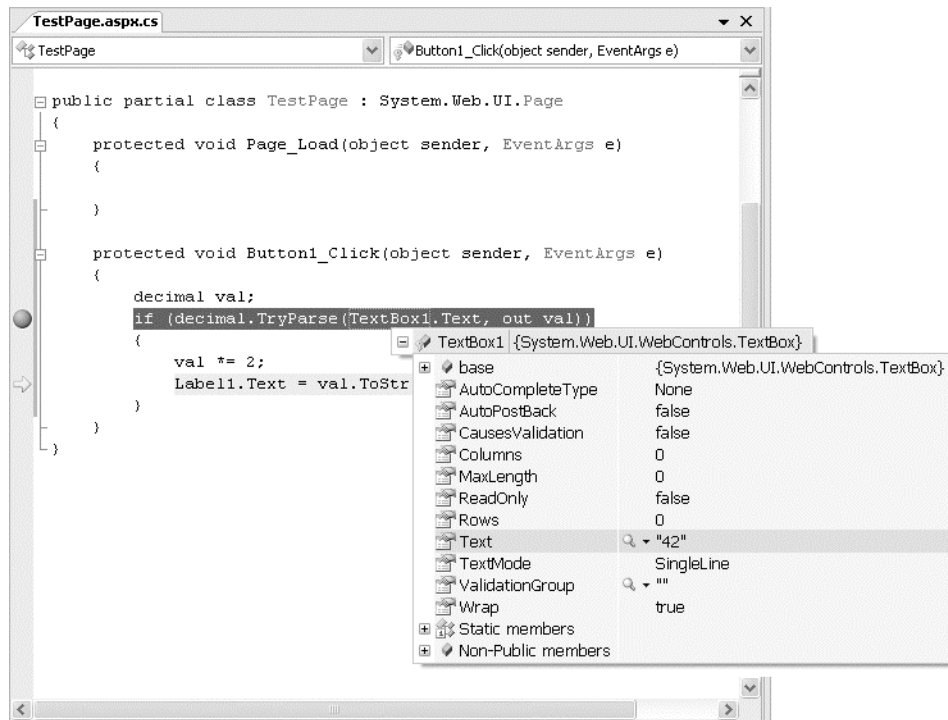 TestPage.aspx.cs
TestPage
Button1_Click(object sender, EventArgs e)
public partial class TestPage : System.Web.UI.Page
{
protected void Page_Load(object sender, EventArgs e)
{
}
protected void Button1_Click(object sender, EventArgs e)
{
decimal val;
if (decimal.TryParse(TextBox1.Text, out val))
{
TextBox1 {System.Web.UI.WebControls.TextBox}
val *= 2;
Label1.Text = val.ToStr
}
}
}
base {System.Web.UI.WebControls.TextBox}
AutoCompleteType None
AutoPostBack false
CausesValidation false
Columns 0
MaxLength 0
ReadOnly false
Rows 0
Text "42"
TextMode SingleLine
ValidationGroup ""
Wrap true
Static members
Non-Public members